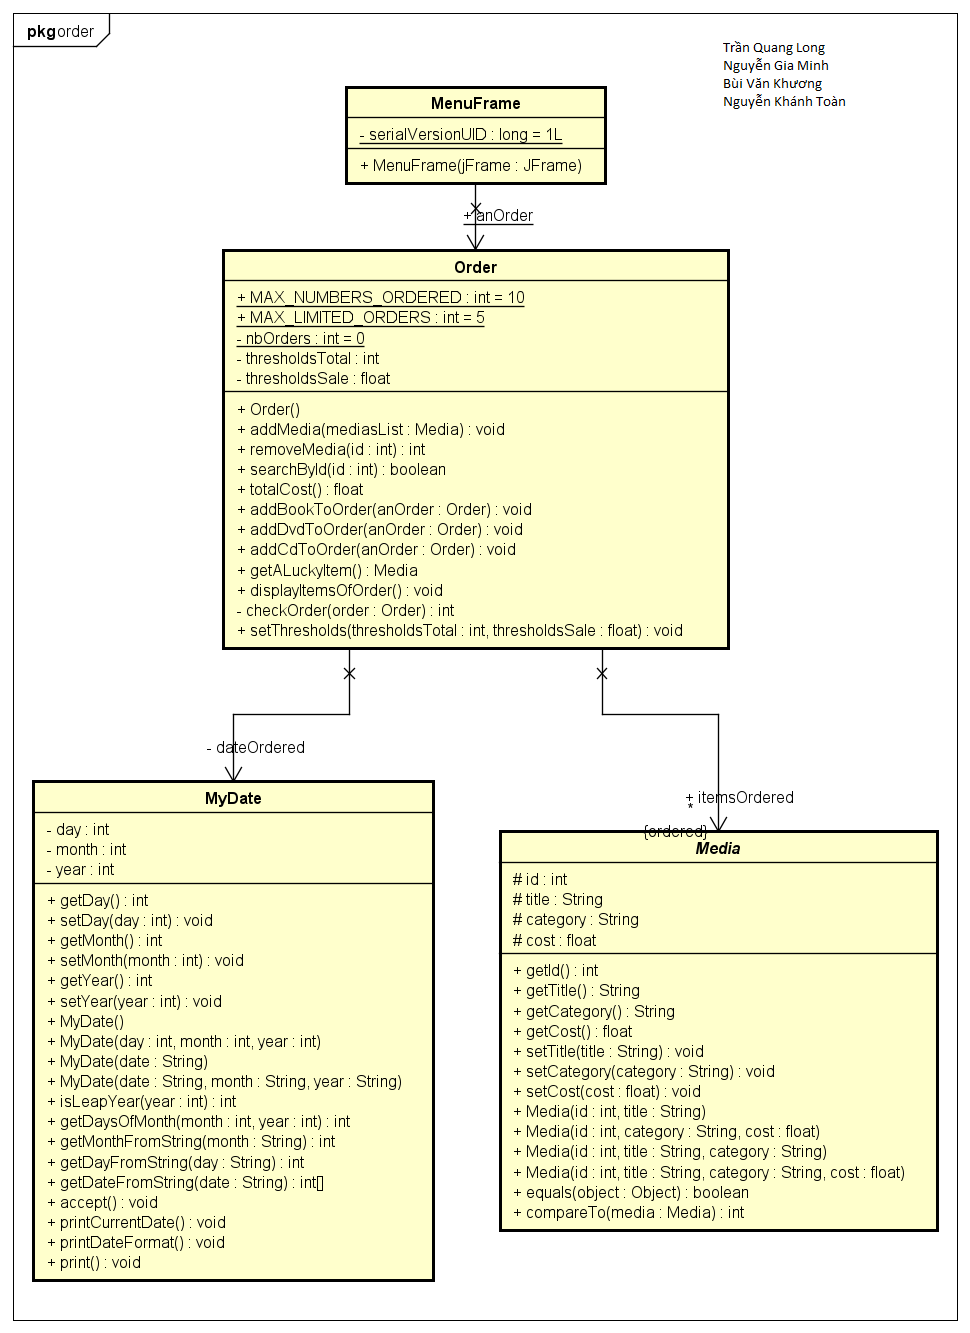 pkg order
Trần Quang Long
Nguyễn Gia Minh
Bùi Văn Khương
Nguyễn Khánh Toàn
MenuFrame
- serialVersionUID : long = 1L
+ MenuFrame(jFrame : JFrame)
+ anOrder
Order
+ MAX_NUMBERS_ORDERED : int = 10
+ MAX_LIMITED_ORDERS : int = 5
- nbOrders : int = 0
- thresholdsTotal : int
- thresholdsSale : float
+ Order()
+ addMedia(mediasList : Media) : void
+ removeMedia(id : int) : int
+ searchById(id : int) : boolean
+ totalCost() : float
+ addBookToOrder(anOrder : Order) : void
+ addDvdToOrder(anOrder : Order) : void
+ addCdToOrder(anOrder : Order) : void
+ getALuckyItem() : Media
+ displayItemsOfOrder() : void
- checkOrder(order : Order) : int
+ setThresholds(thresholdsTotal : int, thresholdsSale : float) : void
- dateOrdered
MyDate
- day : int
- month : int
- year : int
+ getDay() : int
+ setDay(day : int) : void
+ getMonth() : int
+ setMonth(month : int) : void
+ getYear() : int
+ setYear(year : int) : void
+ MyDate()
+ MyDate(day : int, month : int, year : int)
+ MyDate(date : String)
+ MyDate(date : String, month : String, year : String)
+ isLeapYear(year : int) : int
+ getDaysOfMonth(month : int, year : int) : int
+ getMonthFromString(month : String) : int
+ getDayFromString(day : String) : int
+ getDateFromString(date : String) : int[]
+ accept() : void
+ printCurrentDate() : void
+ printDateFormat() : void
+ print() : void
+ itemsOrdered
*
{ordered}
Media
# id : int
# title : String
# category : String
# cost : float
+ getId() : int
+ getTitle() : String
+ getCategory() : String
+ getCost() : float
+ setTitle(title : String) : void
+ setCategory(category : String) : void
+ setCost(cost : float) : void
+ Media(id : int, title : String)
+ Media(id : int, category : String, cost : float)
+ Media(id : int, title : String, category : String)
+ Media(id : int, title : String, category : String, cost : float)
+ equals(object : Object) : boolean
+ compareTo(media : Media) : int